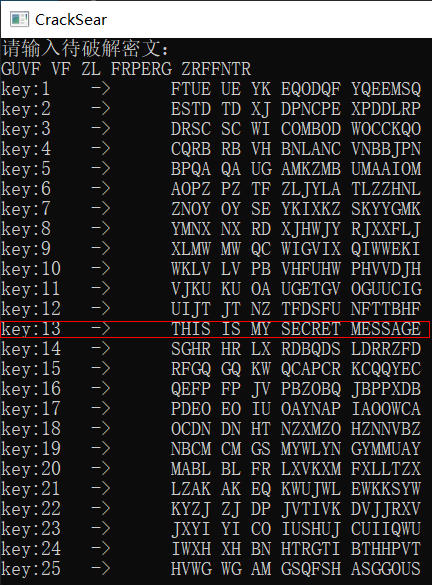 CrackSear
请输入待破解密文:
GUVF VF ZL FRPERG ZRFFNTR
key:1 -> FTUE UE YK EQODQF YQEEMSQ
key:2 -> ESTD TD XJ DPNCPE XPDDLRP
key:3 -> DRSC SC WI COMBOD WOCCKQO
key:4 -> CQRB RB VH BNLANC VNBBJPN
key:5 -> BPQA QA UG AMKZMB UMAAIOM
key:6 -> AOPZ PZ TF ZLJYLA TLZZHNL
key:7 -> ZNOY OY SE YKIXKZ SKYYGMK
key:8 -> YMNX NX RD XJHWJY RJXXFLJ
key:9 -> XLMW MW QC WIGVIX QIWWEKI
key:10 -> WKLV LV PB VHFUHW PHVVDJH
key:11 -> VJKU KU OA UGETGV OGUUCIG
key:12 -> UIJT JT NZ TFDSFU NFTTBHF
key:13 -> THIS IS MY SECRET MESSAGE
key:14 -> SGHR HR LX RDBQDS LDRRZFD
key:15 -> RFGQ GQ KW QCAPCR KCQQYEC
key:16 -> QEFP FP JV PBZOBQ JBPPXDB
key:17 -> PDEO EO IU OAYNAP IAOOWCA
key:18 -> OCDN DN HT NZXMZO HZNNVBZ
key:19 -> NBCM CM GS MYWLYN GYMMUAY
key:20 -> MABL BL FR LXVKXM FXLLTZX
key:21 -> LZAK AK EQ KWUJWL EWKKSYW
key:22 -> KYZJ ZJ DP JVTIVK DVJJRXV
key:23 -> JXYI YI CO IUSHUJ CUIIQWU
key:24 -> IWXH XH BN HTRGTI BTHHPVT
key:25 -> HVWG WG AM GSQFSH ASGGOUS